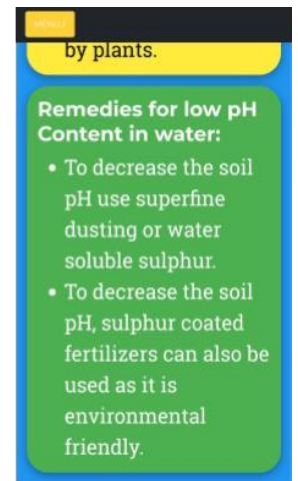 MENU
by plants.
Remedies for low pH
Content in water:
• To decrease the soil
pH use superfine
dusting or water
soluble sulphur.
• To decrease the soil
pH, sulphur coated
fertilizers can also be
used as it is
environmental
friendly.